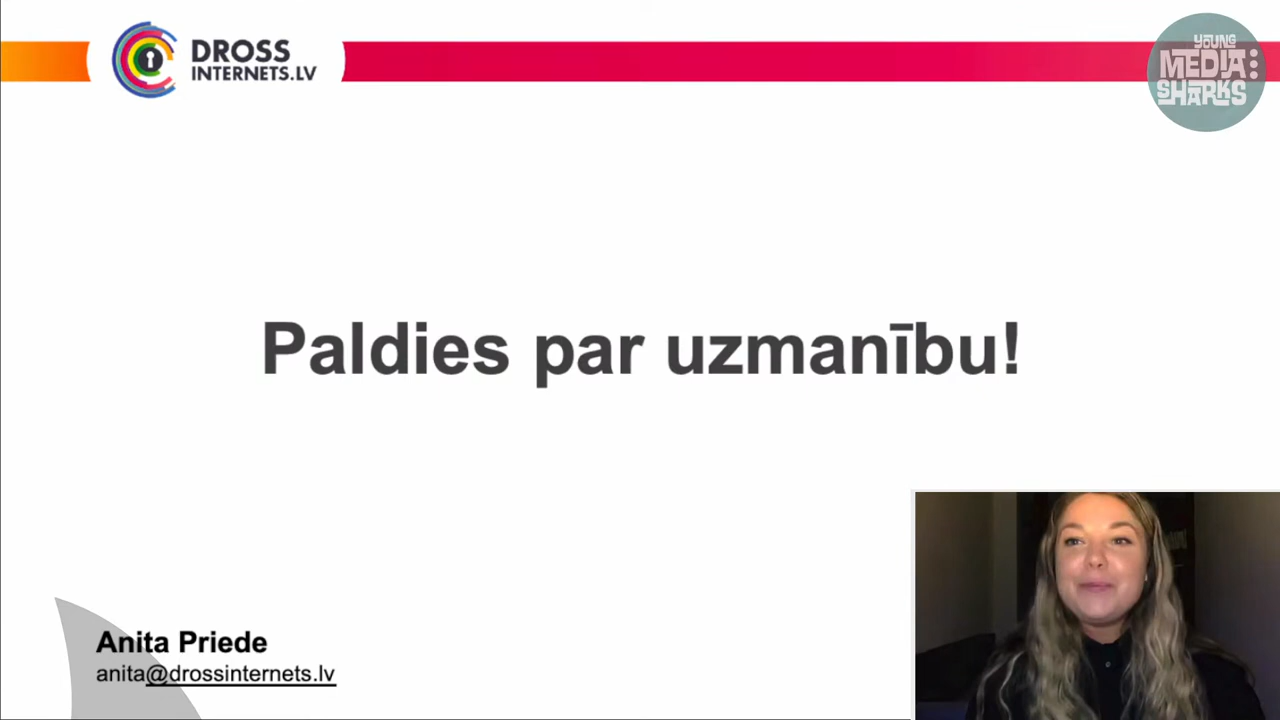 DROSS
INTERNETS.LV
YOUNG
MEDIA:
SHARKS
Paldies par uzmanību!
Anita Priede
anita@drossinternets.lv